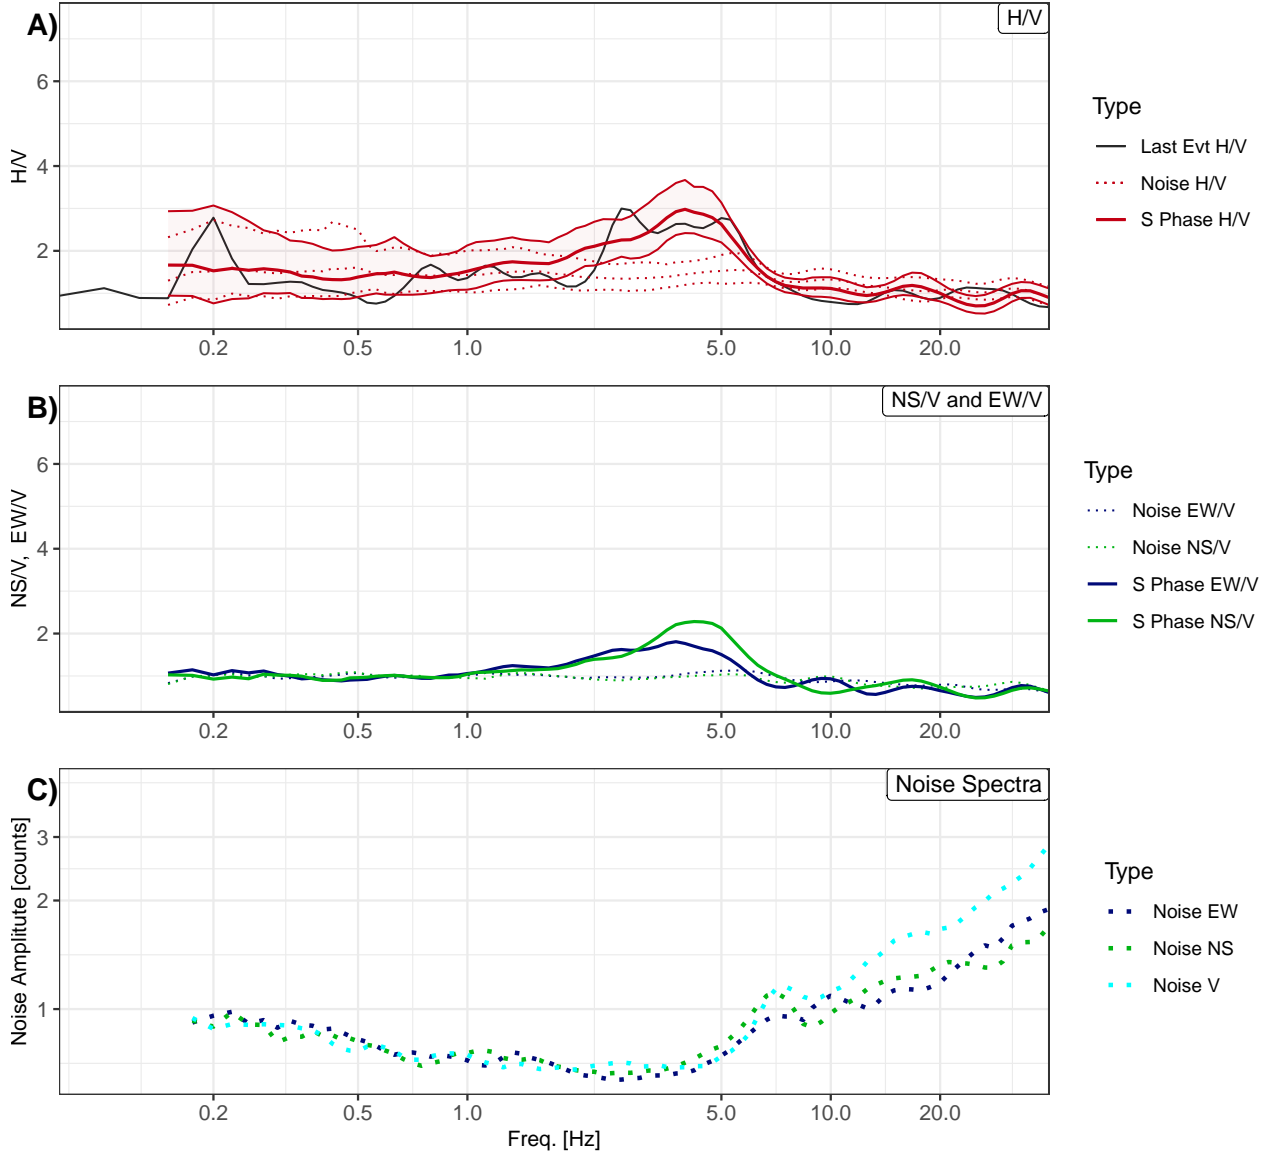 A)
H/V
6
4
2
H/V
0.2
0.5
1.0
5.0
10.0
20.0
Type
Last Evt H/V
Noise H/V
S Phase H/V
B)
NS/V and EW/V
6
4
2
NS/V,  EW/V
0.2
0.5
1.0
5.0
10.0
20.0
Type
Noise EW/V
Noise NS/V
S Phase EW/V
S Phase NS/V
C)
Noise Spectra
3
2
1
Noise Amplitude [counts]
0.2
0.5
1.0
5.0
10.0
20.0
Freq. [Hz]
Type
Noise EW
Noise NS
Noise V